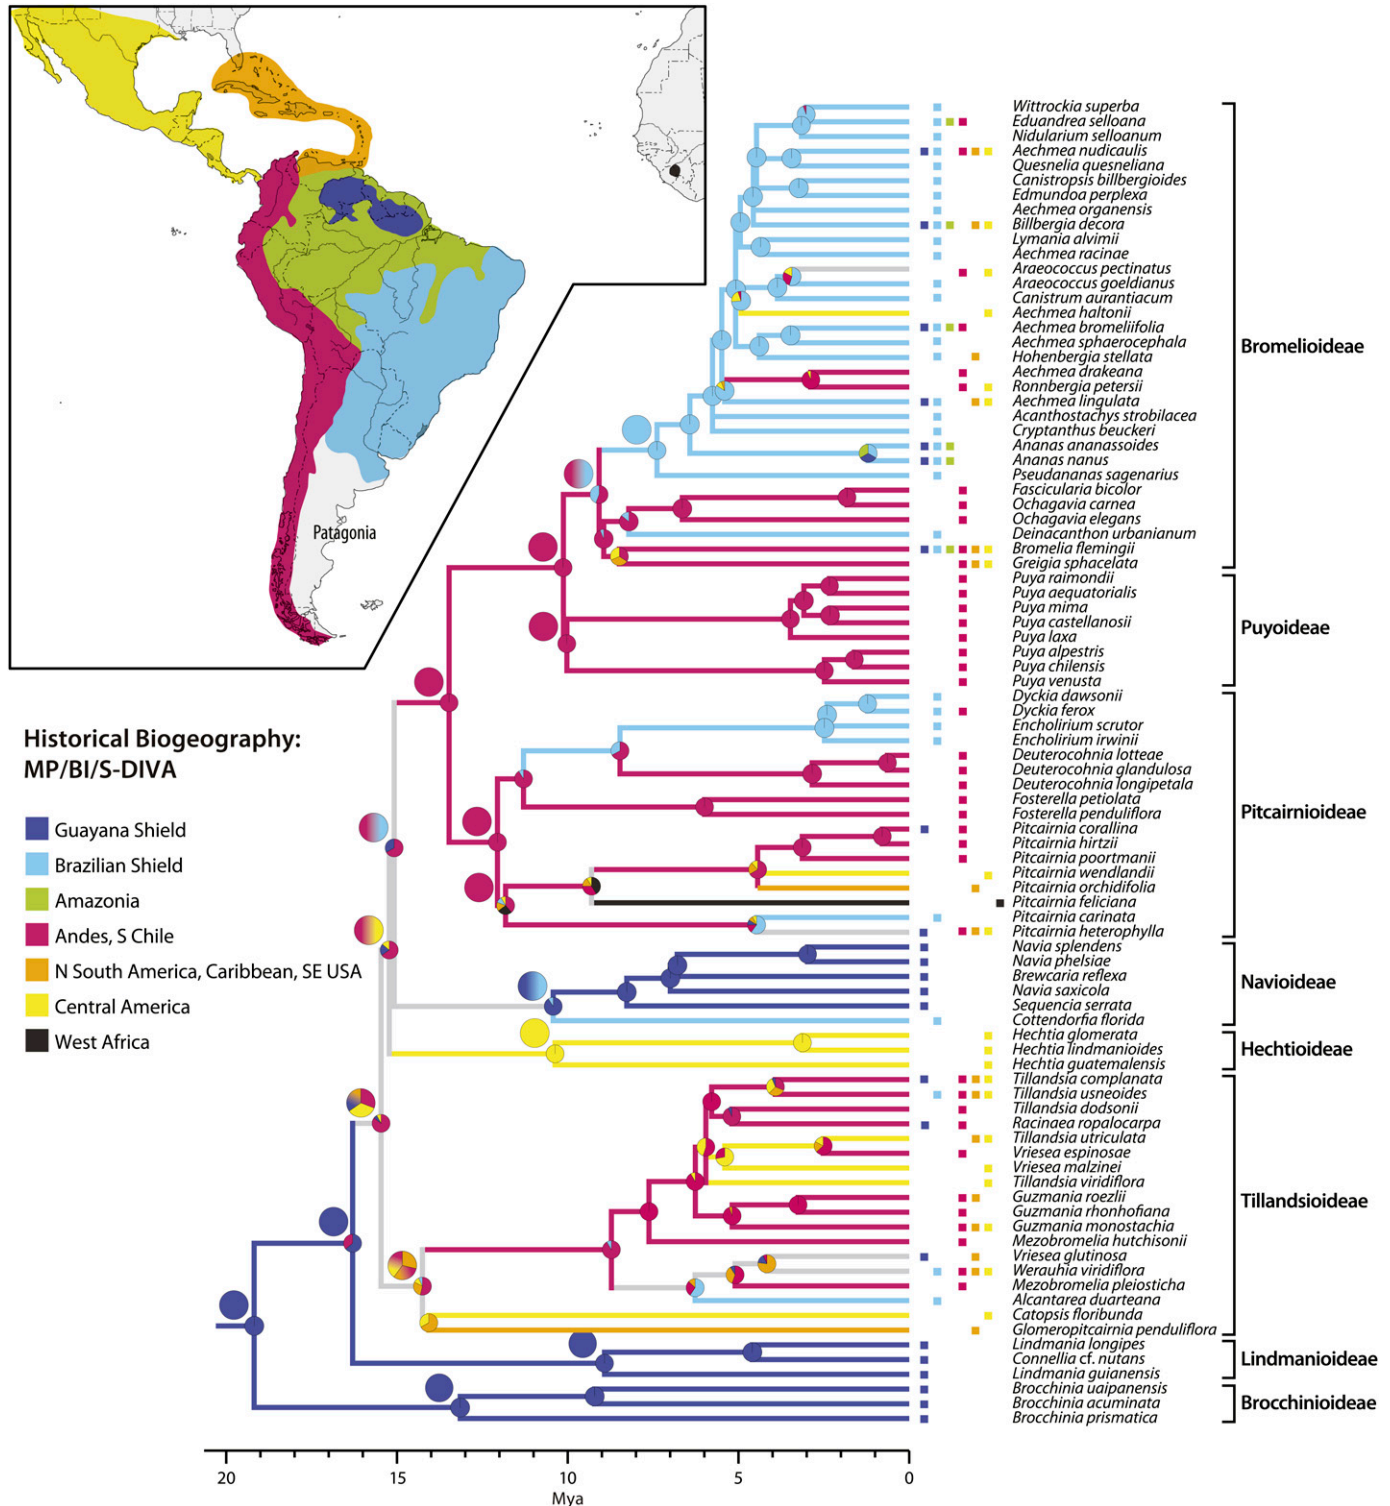 Patagonia
Historical Biogeography:
MP/BI/S-DIVA
Guayana Shield
Brazilian Shield
Amazonia
Andes, S Chile
N South America, Caribbean, SE USA
Central America
West Africa
Wittrockia superba
Eduandrea selloana
Nidularium selloanum
Aechmea nudicaulis
Quesnelia quesneliana
Canistropsis billbergioides
Edmundoa perplexa
Aechmea organensis
Billbergia decora
Lymania alvimii
Aechmea racinae
Araeococcus pectinatus
Araeococcus goeldianus
Canistrum aurantiacum
Aechmea haltonii
Aechmea bromeliifolia
Aechmea sphaerocephala
Hohenbergia stellata
Aechmea drakeana
Ronnbergia petersii
Aechmea lingulata
Acanthostachys strobilacea
Cryptanthus beuckeri
Ananas ananassoides
Ananas nanus
Pseudananas sagenarius
Fascicularia bicolor
Ochagavia carnea
Ochagavia elegans
Deinacanthon urbanianum
Bromelia flemingii
Greigia sphacelata
Puya raimondii
Puya aequatorialis
Puya mima
Puya castellanosii
Puya laxa
Puya alpestris
Puya chilensis
Puya venusta
Dyckia dawsonii
Dyckia ferox
Encholirium scrutor
Encholirium irwinii
Deuterocohnia lotteae
Deuterocohnia glandulosa
Deuterocohnia longipetala
Fosterella petiolata
Fosterella penduliflora
Pitcairnia corallina
Pitcairnia hirtzii
Pitcairnia poortmanii
Pitcairnia wendlandii
Pitcairnia orchidifolia
Pitcairnia feliciana
Pitcairnia carinata
Pitcairnia heterophylla
Navia splendens
Navia phelsiae
Brewcaria reflexa
Navia saxicola
Sequencia serrata
Cottendorfia florida
Hechtia glomerata
Hechtia lindmanioides
Hechtia guatemalensis
Tillandsia complanata
Tillandsia usneoides
Tillandsia dodsonii
Racinaea ropalocarpa
Tillandsia utriculata
Vriesea espinosae
Vriesea malzinei
Tillandsia viridiflora
Guzmania roezlii
Guzmania rhonhofiana
Guzmania monostachia
Mezobromelia hutchisonii
Vriesea glutinosa
Werauhia viridiflora
Mezobromelia pleiosticha
Alcantarea duarteana
Catopsis floribunda
Glomeropitcairnia penduliflora
Lindmania longipes
Connellia cf. nutans
Lindmania guianensis
Brocchinia uaipanensis
Brocchinia acuminata
Brocchinia prismatica
Bromelioideae
Puyoideae
Pitcairnioideae
Navioideae
Hechtioideae
Tillandsioideae
Lindmanioideae
Brocchinioideae
20 15 10 5 0
Mya